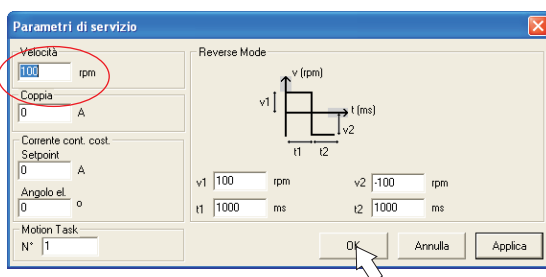 Parametri di servizio
Velocità
100 rpm
Coppia
0 A
Corrente cont. cost.
Setpoint
0 A
Angolo el.
0 °
Motion Task
N° 1
Reverse Mode
v (rpm)
v1
t (ms)
v2
t1 t2
v1 100 rpm v2 -100 rpm
t1 1000 ms t2 1000 ms
OK Annulla Applica